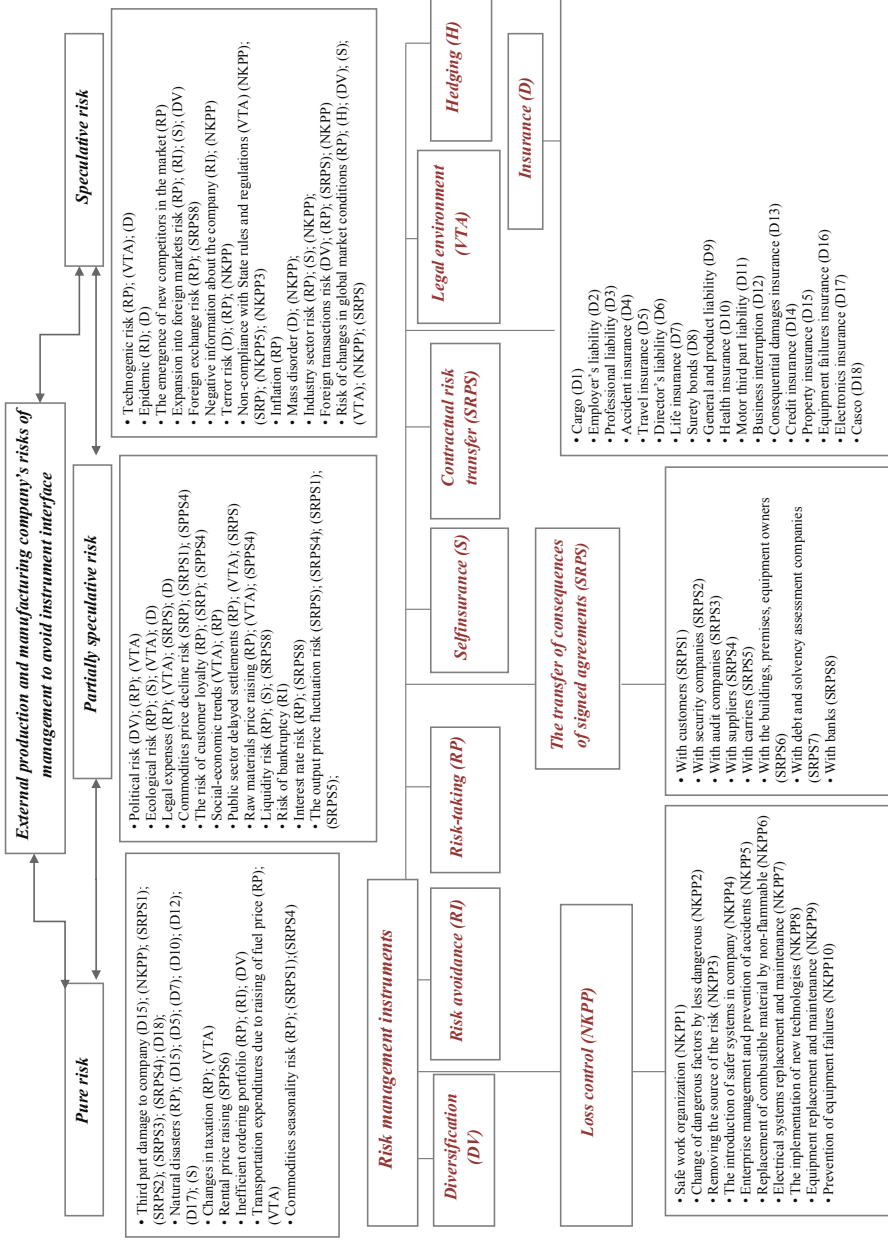 External production and manufacturing company's risks of
management to avoid instrument interface
Pure risk
Partially speculative risk
Speculative risk
• Third part damage to company (D15); (NKPP); (SRPS1);
(SRPS2); (SRPS3); (SRPS4); (D18);
• Natural disasters (RP); (D15); (D5); (D7); (D10); (D12);
(D17); (S)
• Changes in taxation (RP); (VTA)
• Rental price raising (SPPS6)
• Inefficient ordering portfolio (RP); (RI); (DV)
• Transportation expenditures due to raising of fuel price (RP);
(VTA)
• Commodities seasonality risk (RP); (SRPS1);(SRPS4)
• Political risk (DV); (RP); (VTA)
• Ecological risk (RP); (S); (VTA); (D)
• Legal expenses (RP); (VTA); (SRPS); (D)
• Commodities price decline risk (SRP); (SRPS1); (SPPS4)
• The risk of customer loyalty (RP); (SRP); (SPPS4)
• Social-economic trends (VTA); (RP)
• Public sector delayed settlements (RP); (VTA); (SRPS)
• Raw materials price raising (RP); (VTA); (SPPS4)
• Liquidity risk (RP); (S); (SRPS8)
• Risk of bankruptcy (RI)
• Interest rate risk (RP); (SRPS8)
• The output price fluctuation risk (SRPS); (SRPS4); (SRPS1);
(SRPS5);
• Technogenic risk (RP); (VTA); (D)
• Epidemic (RI); (D)
• The emergence of new competitors in the market (RP)
• Expansion into foreign markets risk (RP); (RI); (S); (DV)
• Foreign exchange risk (RP); (SRPS8)
• Negative information about the company (RI); (NKPP)
• Terror risk (D); (RP); (NKPP)
• Non-compliance with State rules and regulations (VTA) (NKPP);
(SRP); (NKPP5); (NKPP3)
• Inflation (RP)
• Mass disorder (D); (NKPP);
• Industry sector risk (RP); (S); (NKPP);
• Foreign transactions risk (DV); (RP); (SRPS); (NKPP)
• Risk of changes in global market conditions (RP); (H); (DV); (S);
(VTA); (NKPP); (SRPS)
Risk management instruments
Diversification
(DV)
Risk avoidance (RI)
Risk-taking (RP)
Selfinsurance (S)
Contractual risk
transfer (SRPS)
Legal environment
(VTA)
Hedging (H)
Loss control (NKPP)
The transfer of consequences
of signed agreements (SRPS)
Insurance (D)
• Safe work organization (NKPP1)
• Change of dangerous factors by less dangerous (NKPP2)
• Removing the source of the risk (NKPP3)
• The introduction of safer systems in company (NKPP4)
• Enterprise management and prevention of accidents (NKPP5)
• Replacement of combustible material by non-flammable (NKPP6)
• Electrical systems replacement and maintenance (NKPP7)
• The inplementation of new technologies (NKPP8)
• Equipment replacement and maintenance (NKPP9)
• Prevention of equipment failures (NKPP10)
• With customers (SRPS1)
• With security companies (SRPS2)
• With audit companies (SRPS3)
• With suppliers (SRPS4)
• With carriers (SRPS5)
• With the buildings, premises, equipment owners
(SRPS6)
• With debt and solvency assessment companies
(SRPS7)
• With banks (SRPS8)
• Cargo (D1)
• Employer's liability (D2)
• Professional liability (D3)
• Accident insurance (D4)
• Travel insurance (D5)
• Director's liability (D6)
• Life insurance (D7)
• Surety bonds (D8)
• General and product liability (D9)
• Health insurance (D10)
• Motor third part liability (D11)
• Business interruption (D12)
• Consequential damages insurance (D13)
• Credit insurance (D14)
• Property insurance (D15)
• Equipment failures insurance (D16)
• Electronics insurance (D17)
• Casco (D18)